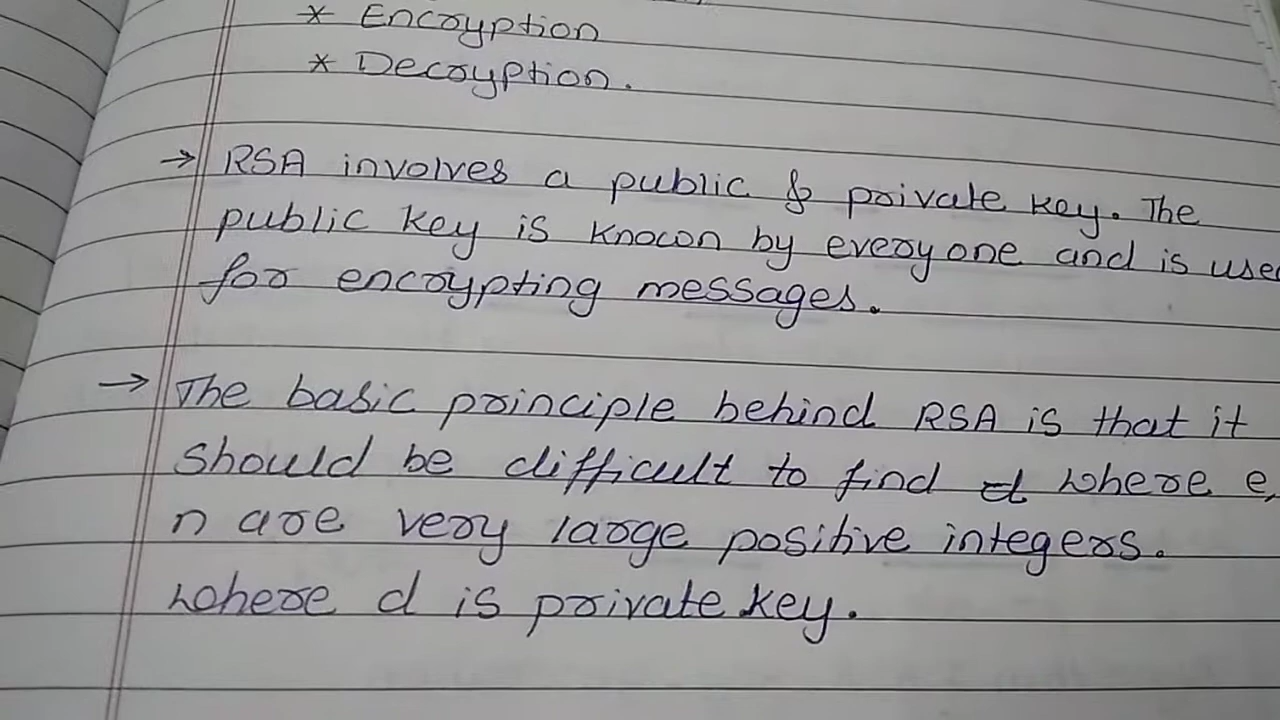 * Encryption
* Decryption.
→ RSA involves a public & private key. The
public key is known by everyone and is used
for encrypting messages.
→ The basic principle behind RSA is that it
should be difficult to find d where e,
n are very large positive integers.
where d is private key.